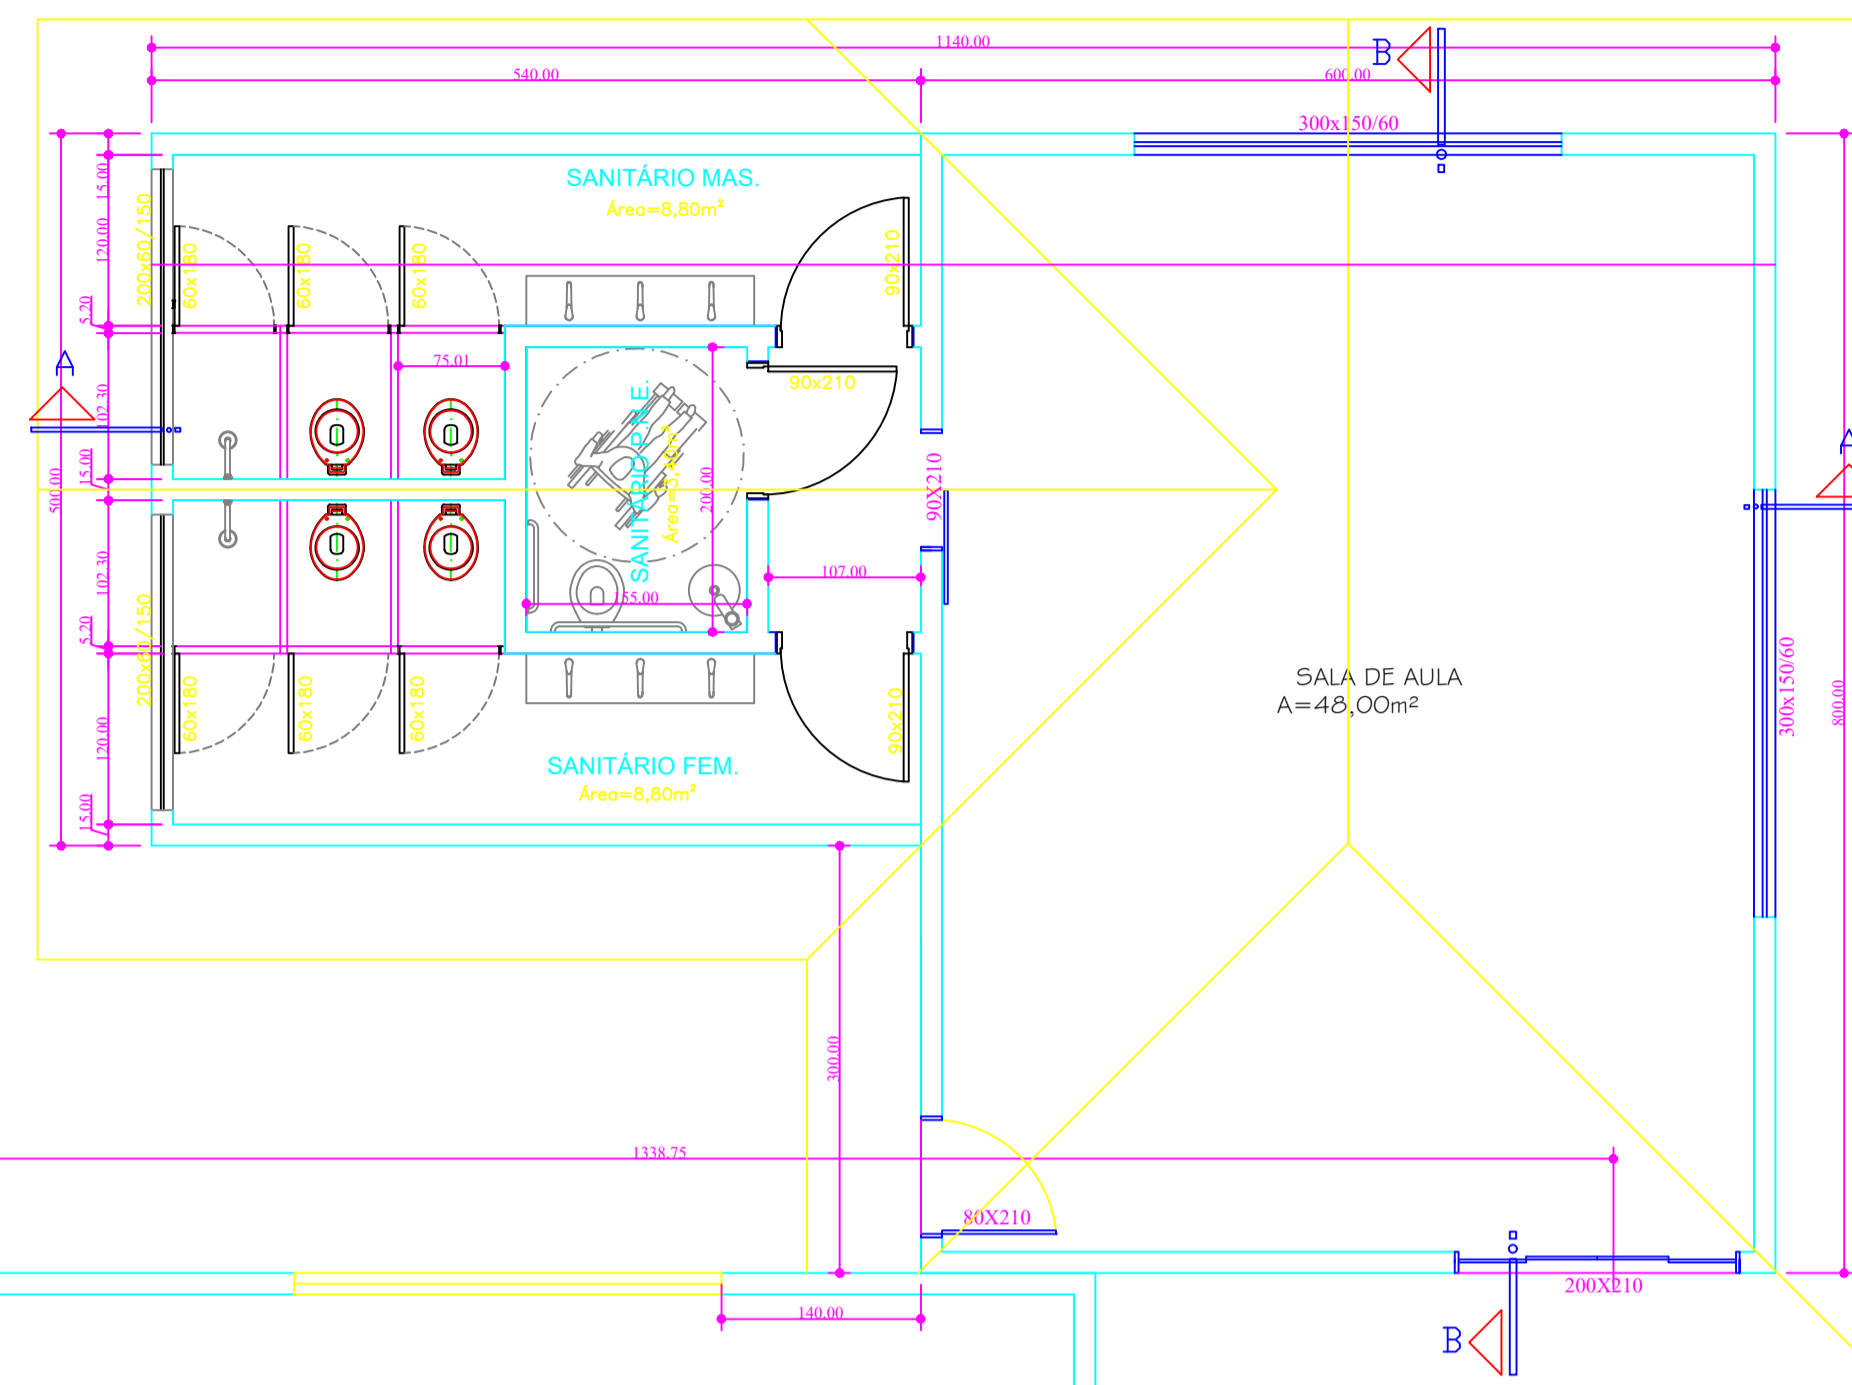 1140.00
540.00
600.00
B
300x150/60
SANITÁRIO MAS.
Área=8,80m²
15.00
120.00
5.20
102.30
15.00
500.00
102.30
5.20
120.00
15.00
200x60/150
200x60/150
60x180
60x180
60x180
90x210
A
75.01
90x210
SANITÁRIO P.N.E.
Área=3,40m²
200.00
155.00
107.00
90X210
A
60x180
60x180
60x180
90x210
SANITÁRIO FEM.
Área=8,80m²
SALA DE AULA
A=48,00m²
300x150/60
800.00
300.00
1338.75
80X210
200X210
140.00
B